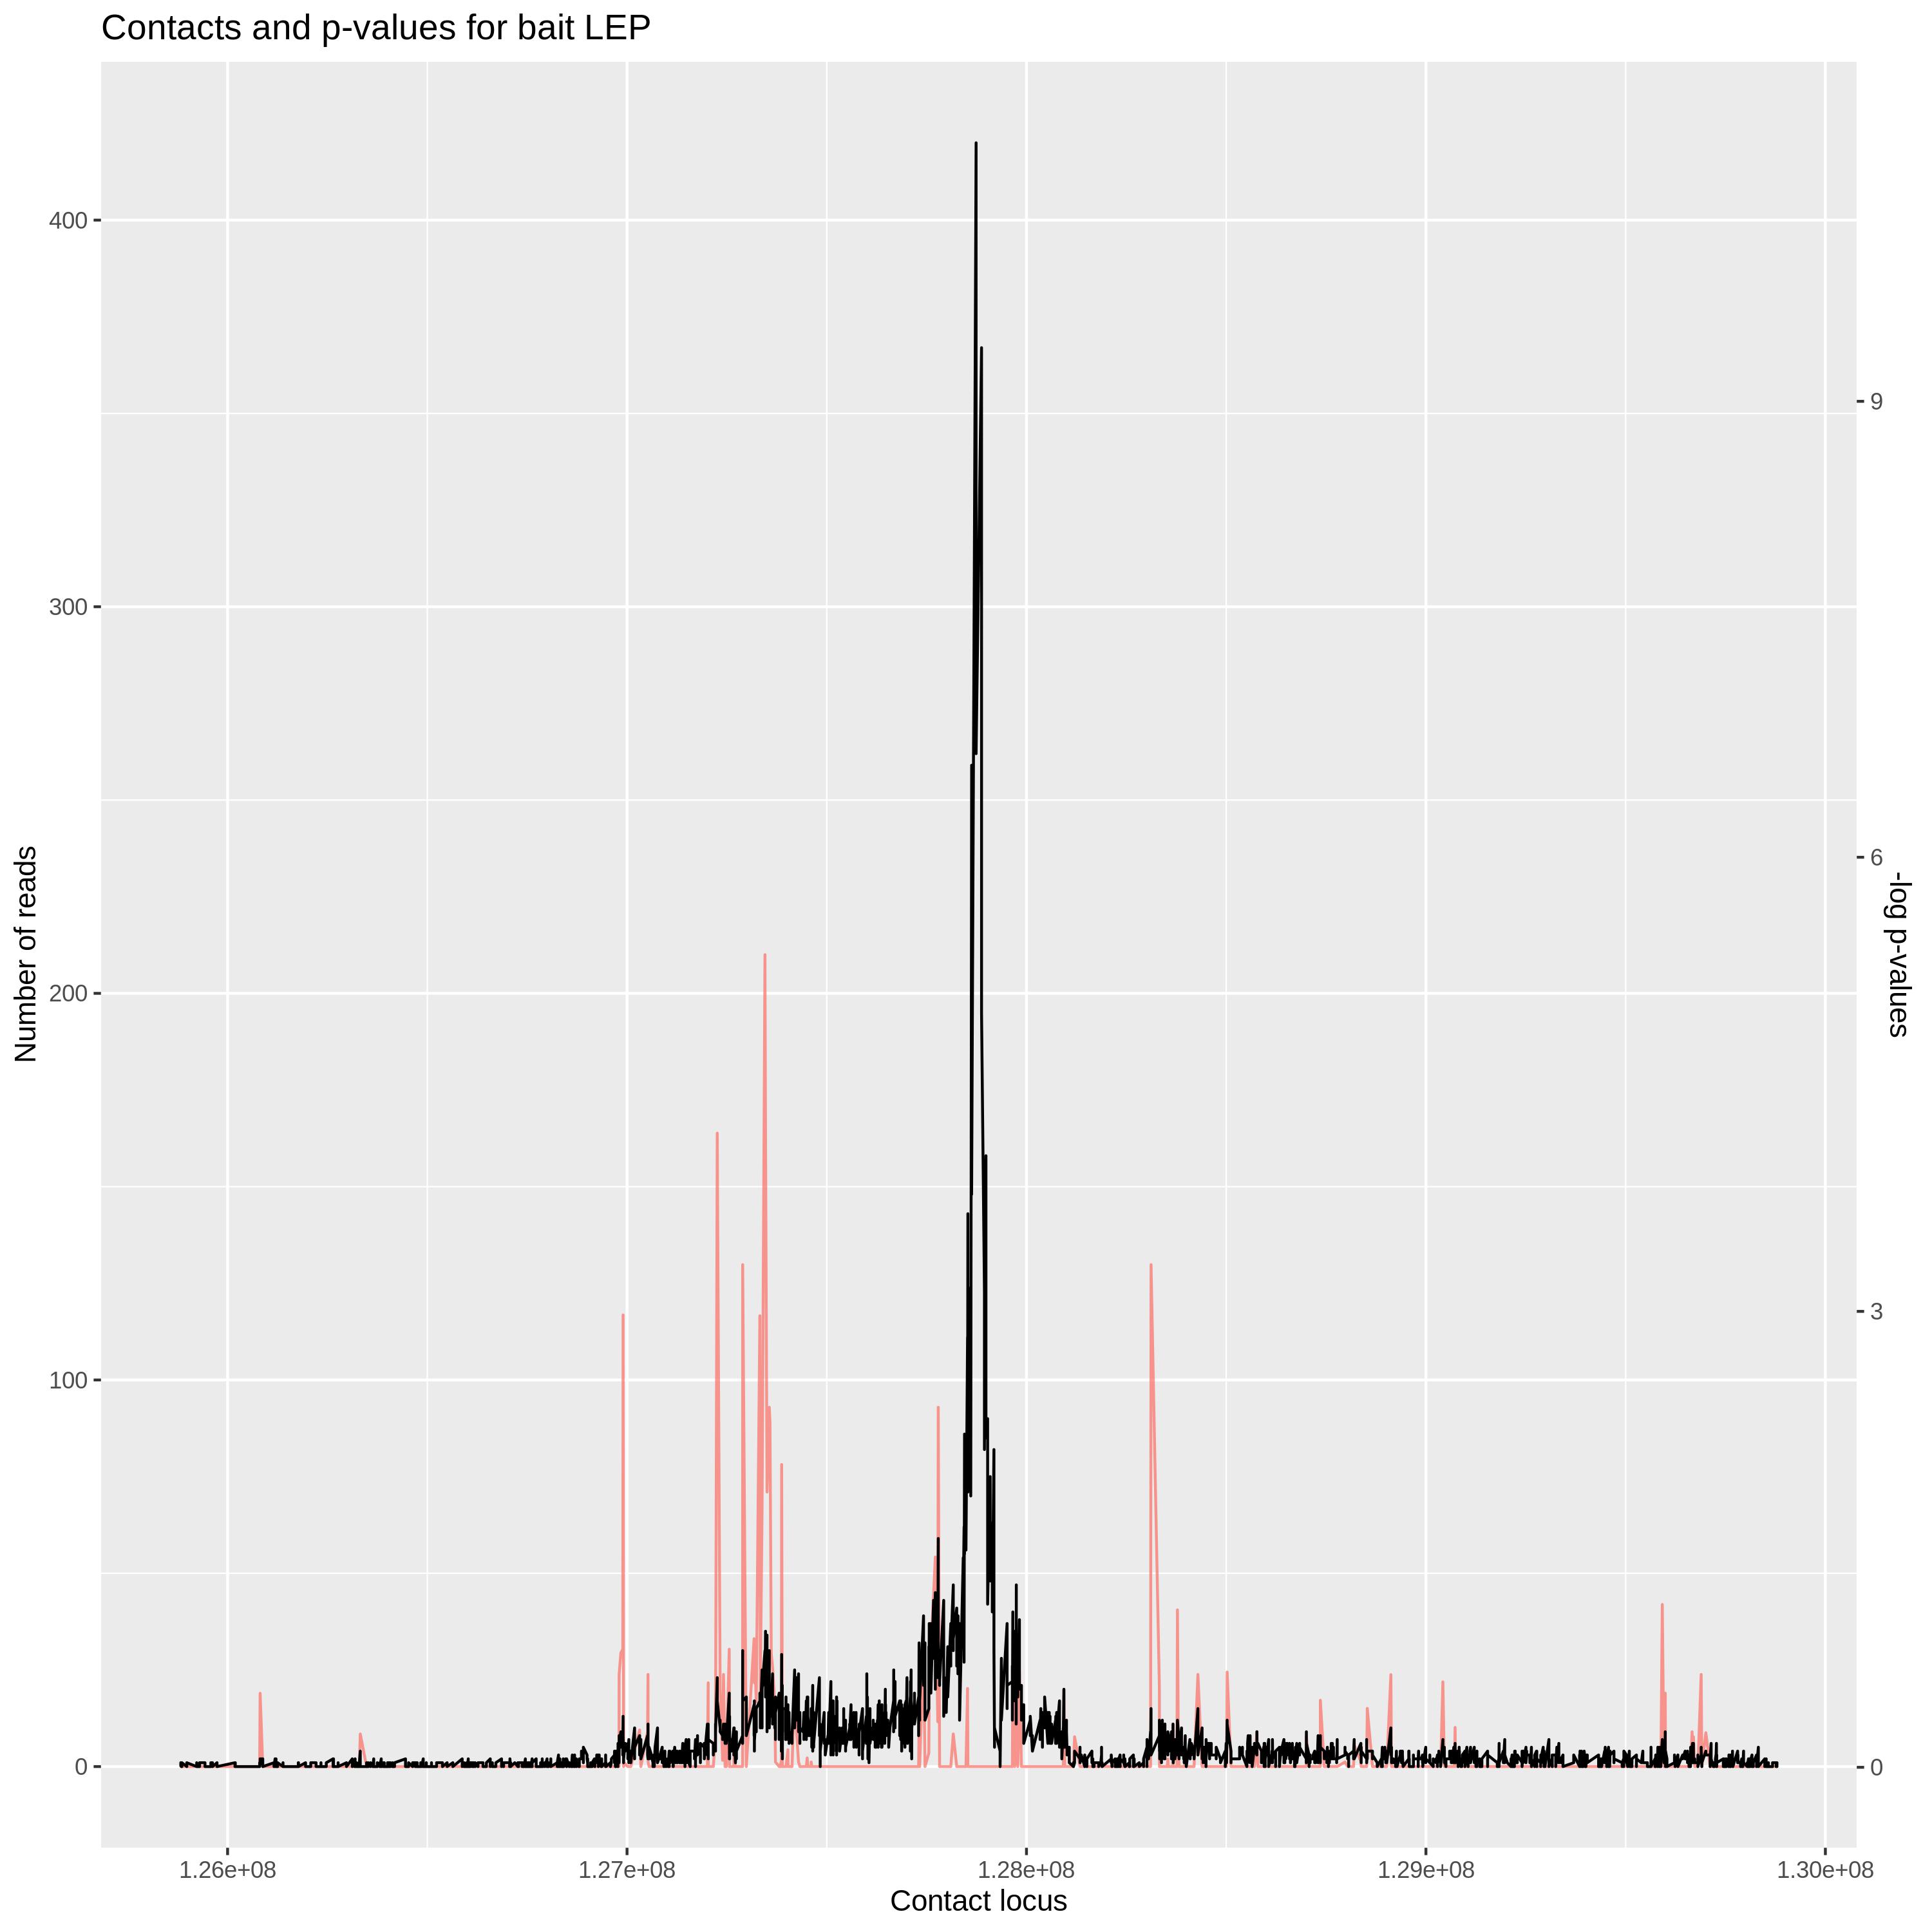 Contacts and p-values for bait LEP
400
300
200
100
0
Number of reads
9
6
3
0
-log p-values
1.26e+08
1.27e+08
1.28e+08
1.29e+08
1.30e+08
Contact locus